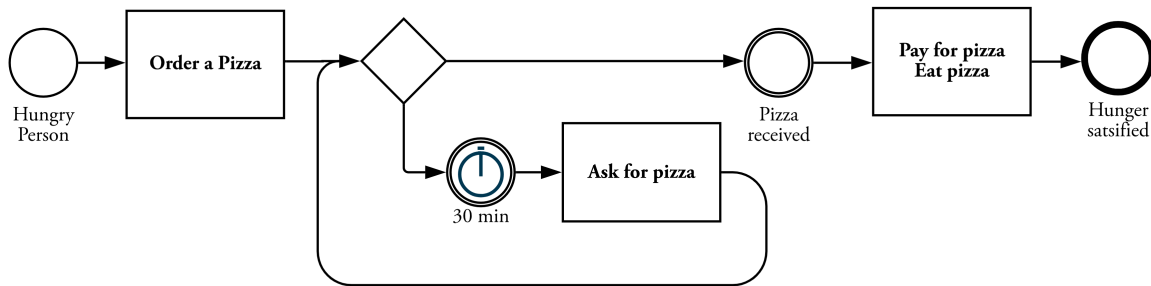 Hungry
Person
Order a Pizza
30 min
Ask for pizza
Pizza
received
Pay for pizza
Eat pizza
Hunger
satsified